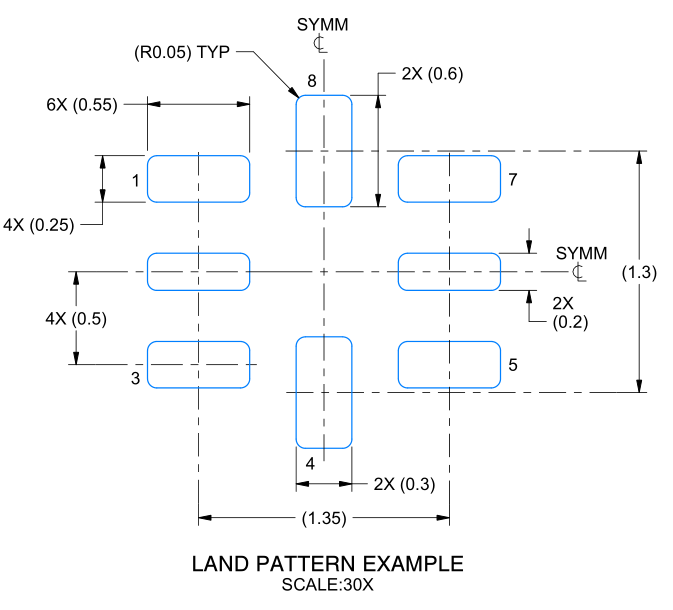 SYMM
℄
(R0.05) TYP
8
2X (0.6)
6X (0.55)
1
7
4X (0.25)
SYMM
℄
(1.3)
2X
(0.2)
4X (0.5)
3
5
4
2X (0.3)
(1.35)
LAND PATTERN EXAMPLE
SCALE:30X